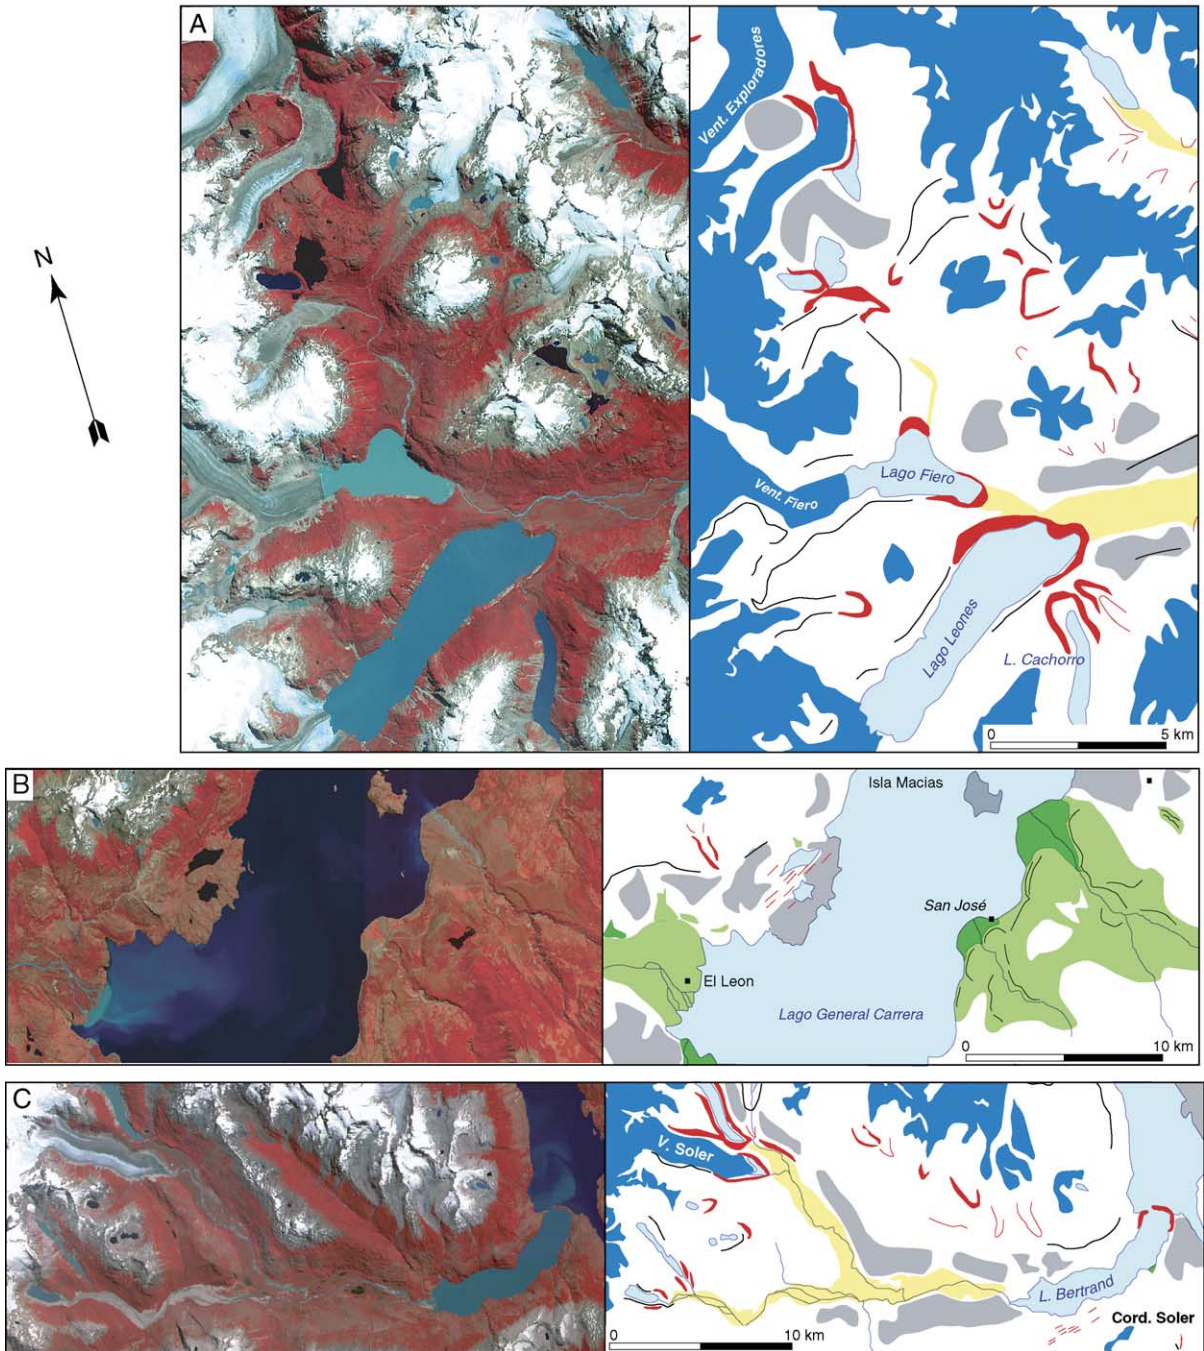 A
N
Vent. Exploradores
Lago Fiero
Vent. Fiero
Lago Leones
L. Cachorro
0 5 km
B
Isla Macias
San José
El Leon
Lago General Carrera
0 10 km
C
V. Soler
L. Bertrand
Cord. Soler
0 10 km